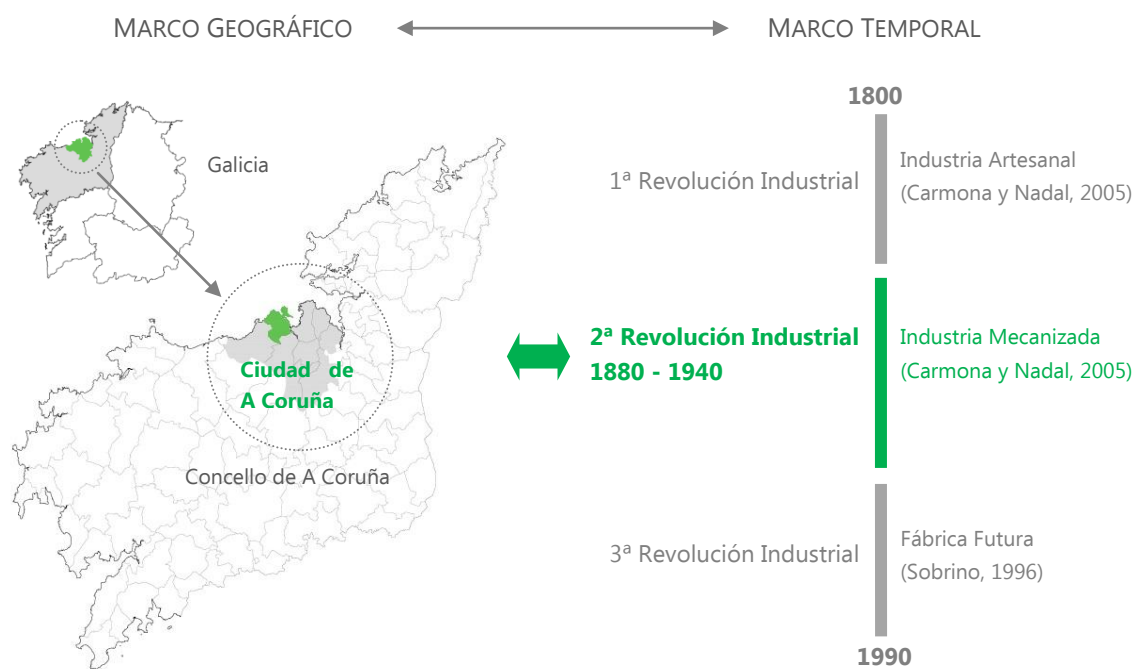 MARCO GEOGRÁFICO
MARCO TEMPORAL
Galicia
Ciudad de
A Coruña
Concello de A Coruña
1800
1ª Revolución Industrial
Industria Artesanal
(Carmona y Nadal, 2005)
2ª Revolución Industrial
1880 - 1940
Industria Mecanizada
(Carmona y Nadal, 2005)
3ª Revolución Industrial
Fábrica Futura
(Sobrino, 1996)
1990